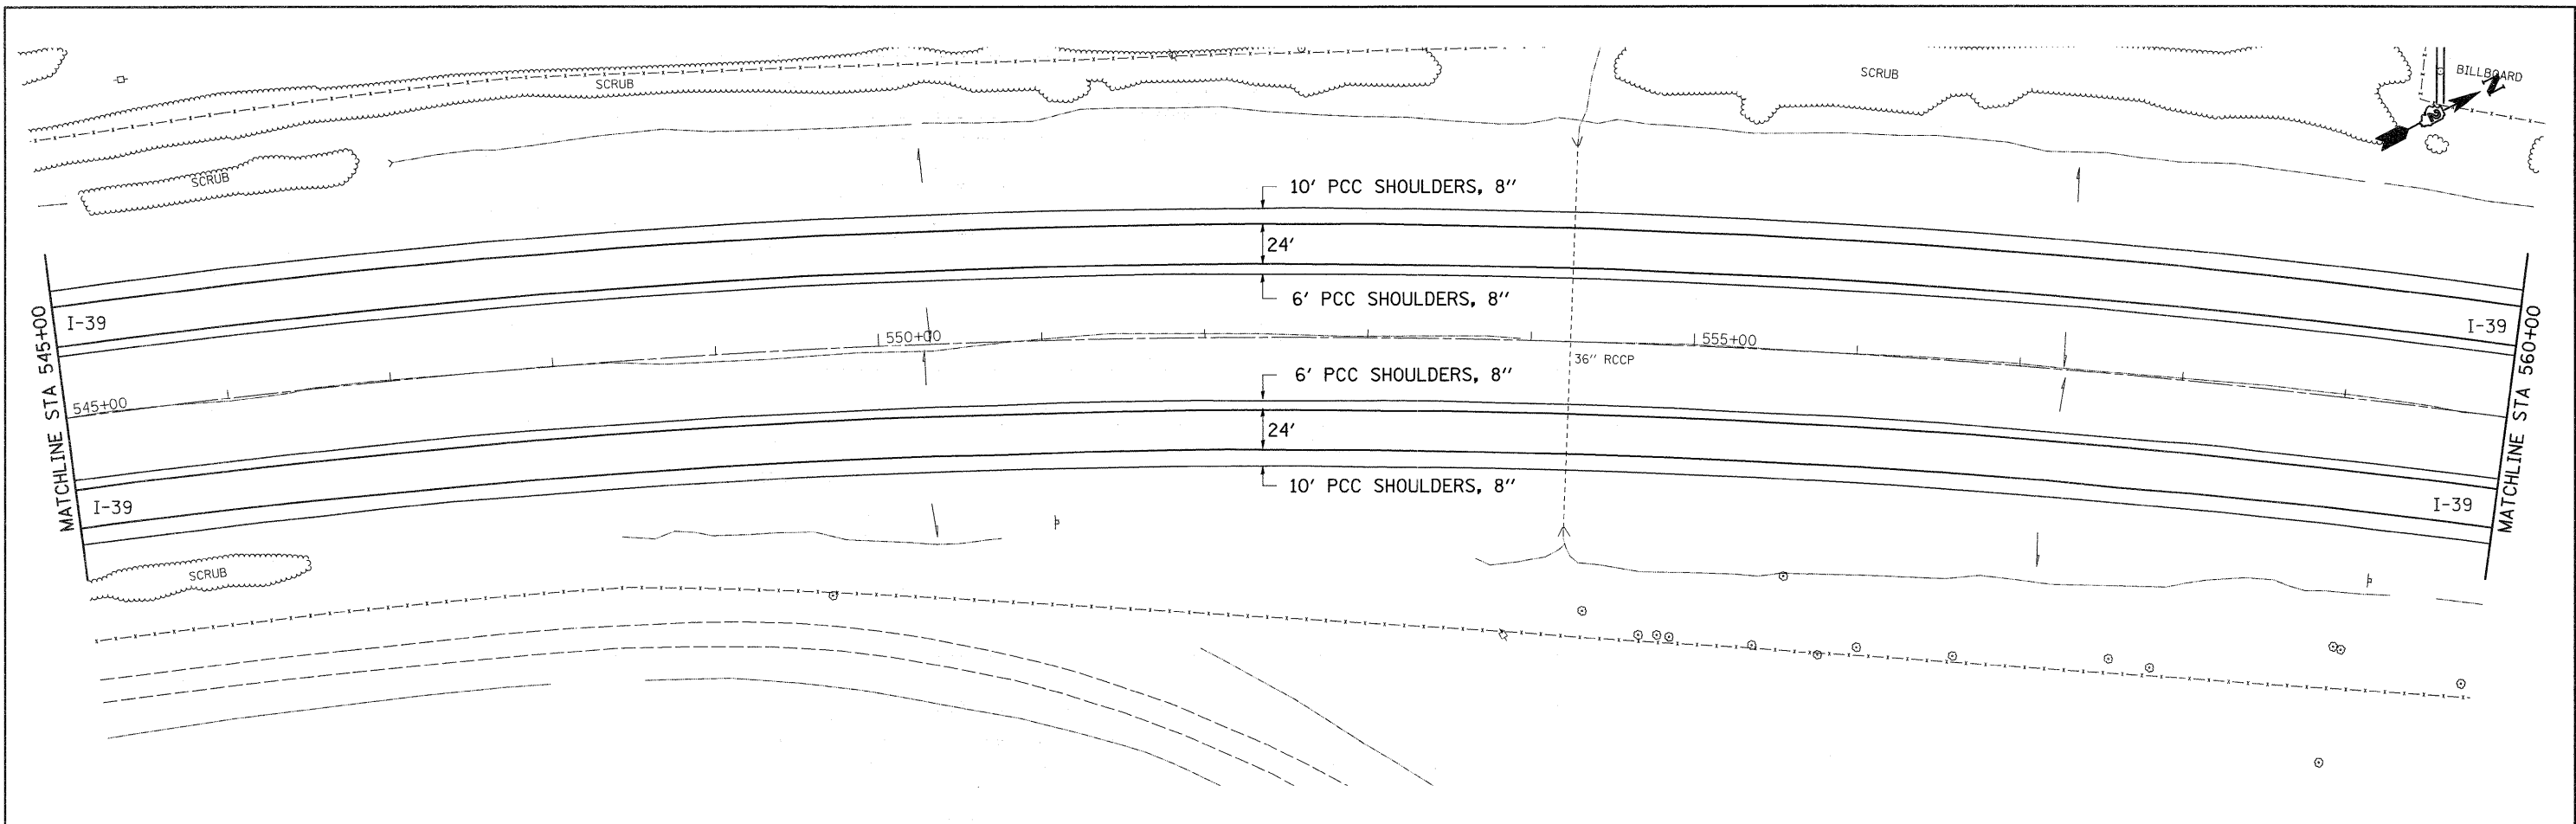 SCRUB
SCRUB
BILLBOARD
N
SCRUB
10' PCC SHOULDERS, 8"
24'
6' PCC SHOULDERS, 8"
I-39
I-39
MATCHLINE STA 545+00
545+00
550+00
555+00
36" RCCP
MATCHLINE STA 560+00
6' PCC SHOULDERS, 8"
24'
10' PCC SHOULDERS, 8"
I-39
I-39
SCRUB